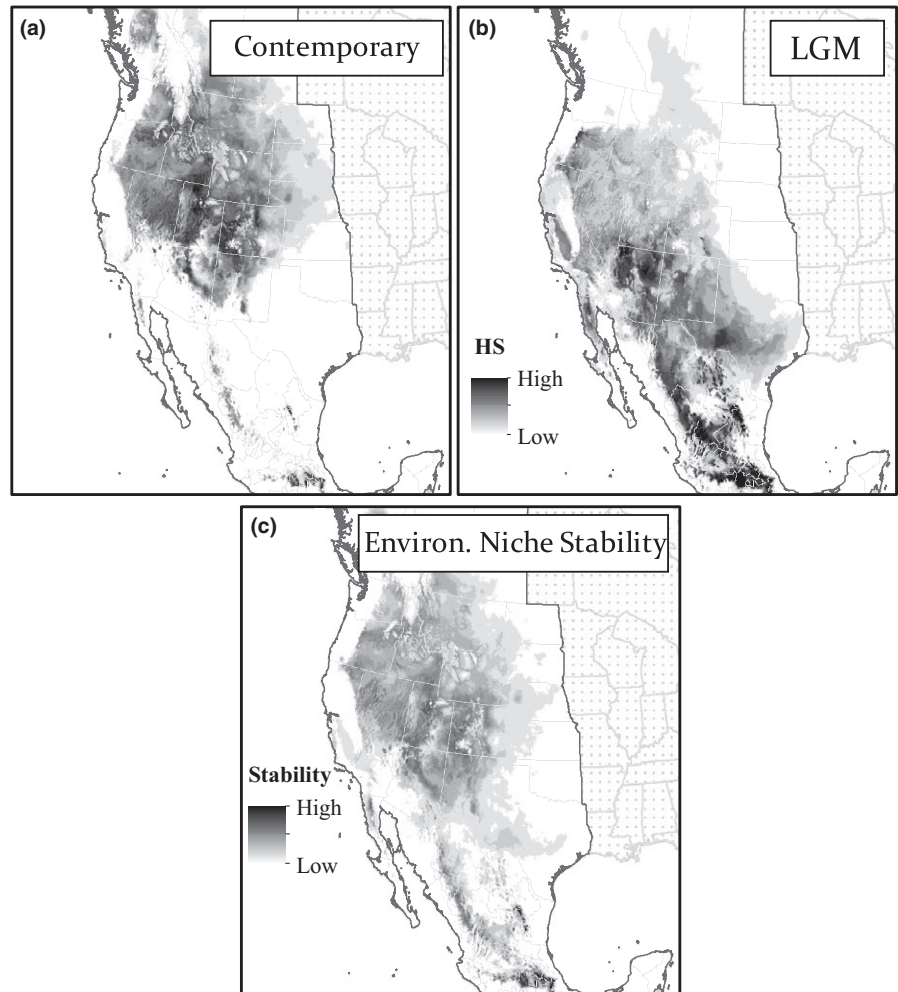 (a)
Contemporary
(b)
LGM
HS
High
Low
(c)
Environ. Niche Stability
Stability
High
Low